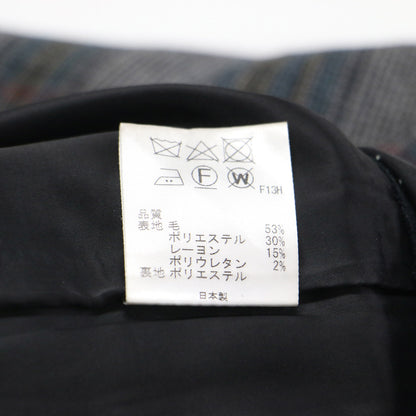 F W F13H
品質
表地 毛 53%
ポリエステル 30%
レーヨン 15%
ポリウレタン 2%
裏地 ポリエステル
日本製